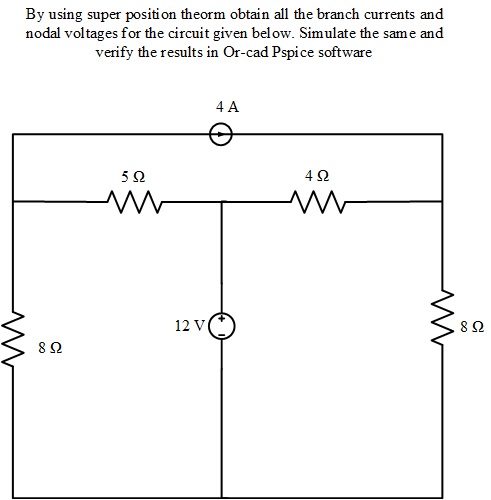 By using super position theorm obtain all the branch currents and
nodal voltages for the circuit given below. Simulate the same and
verify the results in Or-cad Pspice software
4 A
5 Ω
4 Ω
12 V
8 Ω
8 Ω